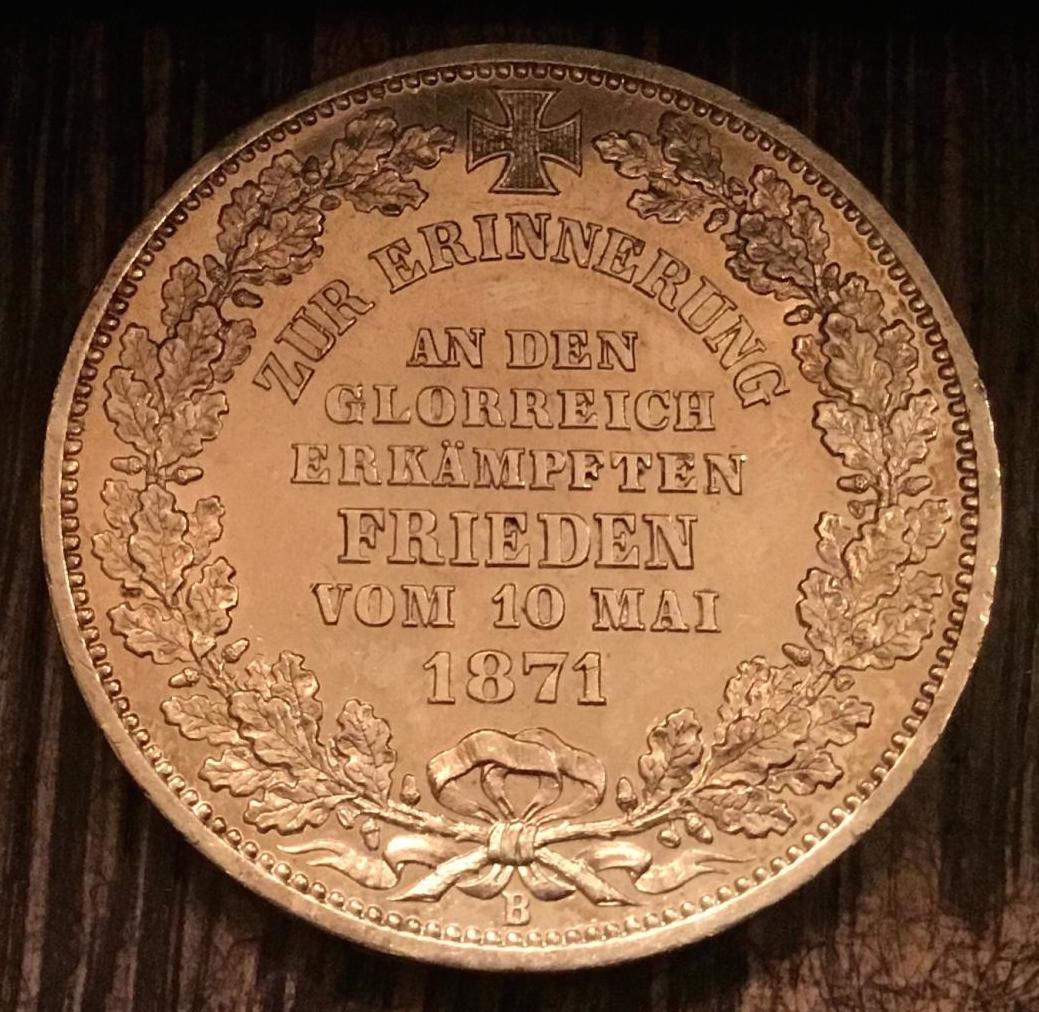 ZUR ERINNERUNG
AN DEN
GLORREICH
ERKÄMPFTEN
FRIEDEN
VOM 10 MAI
1871
B